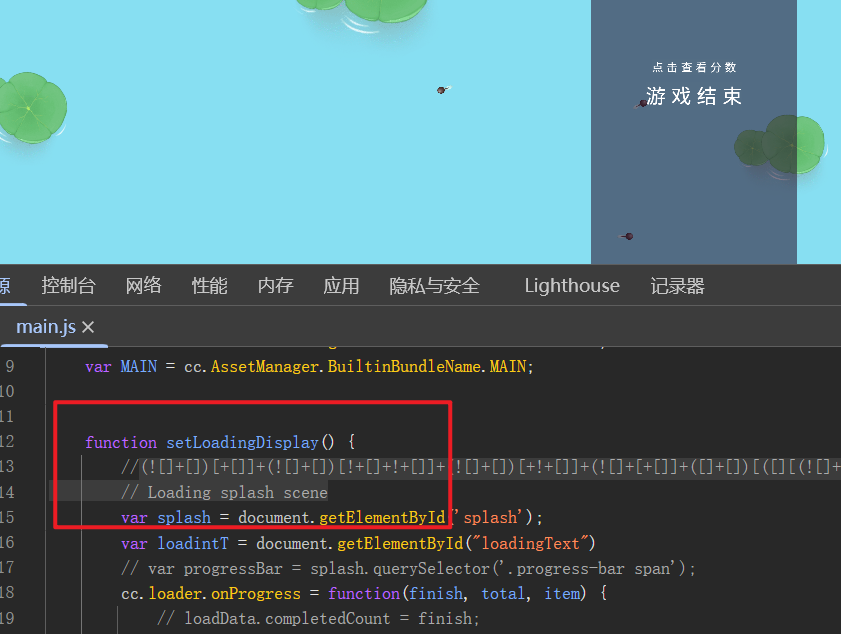 点击查看分数
游戏结束
源 控制台 网络 性能 内存 应用 隐私与安全 Lighthouse 记录器
main.js ×
9 var MAIN = cc.AssetManager.BuiltinBundleName.MAIN;
10
11
12 function setLoadingDisplay() {
13 //(![]+[])[+[]]+(![]+[])[!+[]+!+[]]+(![]+[])[+!+[]]+(![]+[+[]]+([]+[])[([][(![]+
14 // Loading splash scene
15 var splash = document.getElementById('splash');
16 var loadintT = document.getElementById("loadingText")
17 // var progressBar = splash.querySelector('.progress-bar span');
18 cc.loader.onProgress = function(finish, total, item) {
19 // loadData.completedCount = finish;